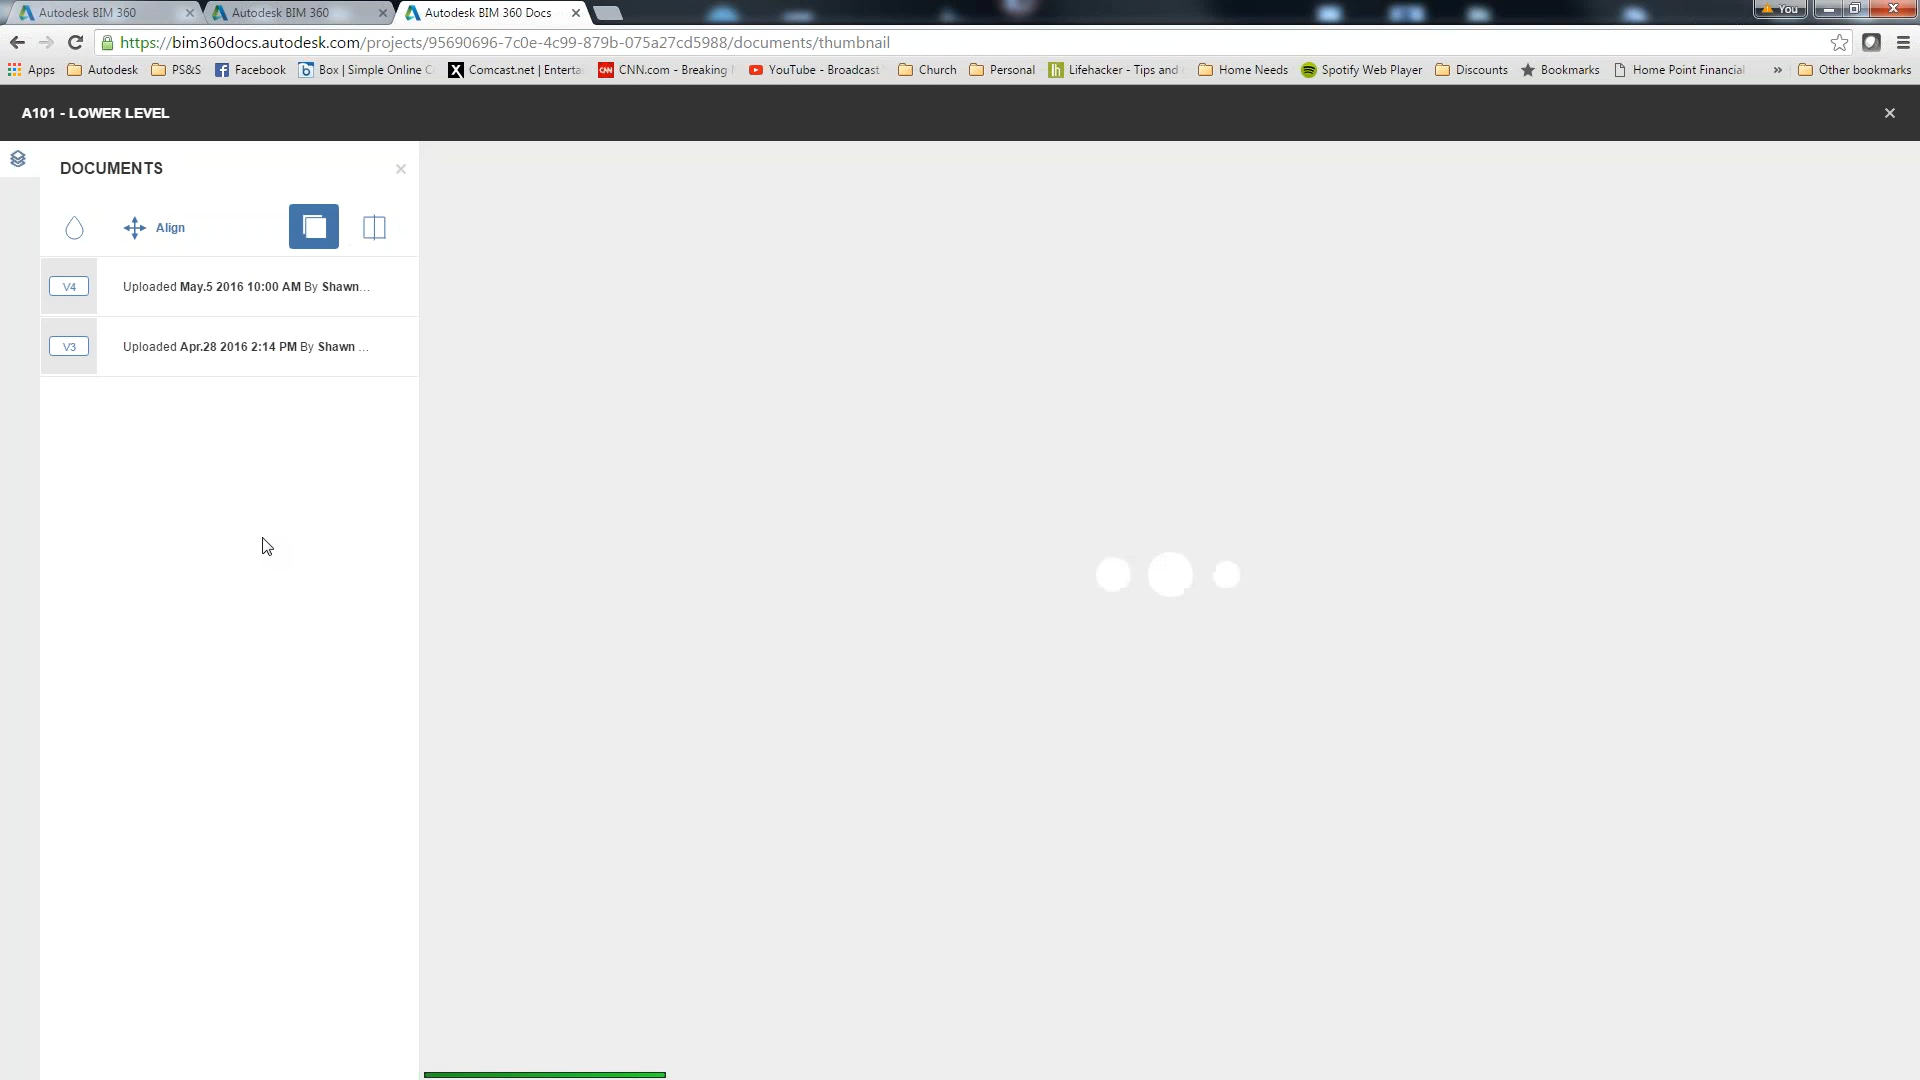 Autodesk BIM 360
Autodesk BIM 360
Autodesk BIM 360 Docs
You
https://bim360docs.autodesk.com/projects/95690696-7c0e-4c99-879b-075a27cd5988/documents/thumbnail
Apps Autodesk PS&S Facebook Box | Simple Online C Comcast.net | Enterta CNN.com - Breaking YouTube - Broadcast Church Personal Lifehacker - Tips and Home Needs Spotify Web Player Discounts Bookmarks Home Point Financial » Other bookmarks
A101 - LOWER LEVEL
DOCUMENTS
Align
V4 Uploaded May.5 2016 10:00 AM By Shawn...
V3 Uploaded Apr.28 2016 2:14 PM By Shawn ...